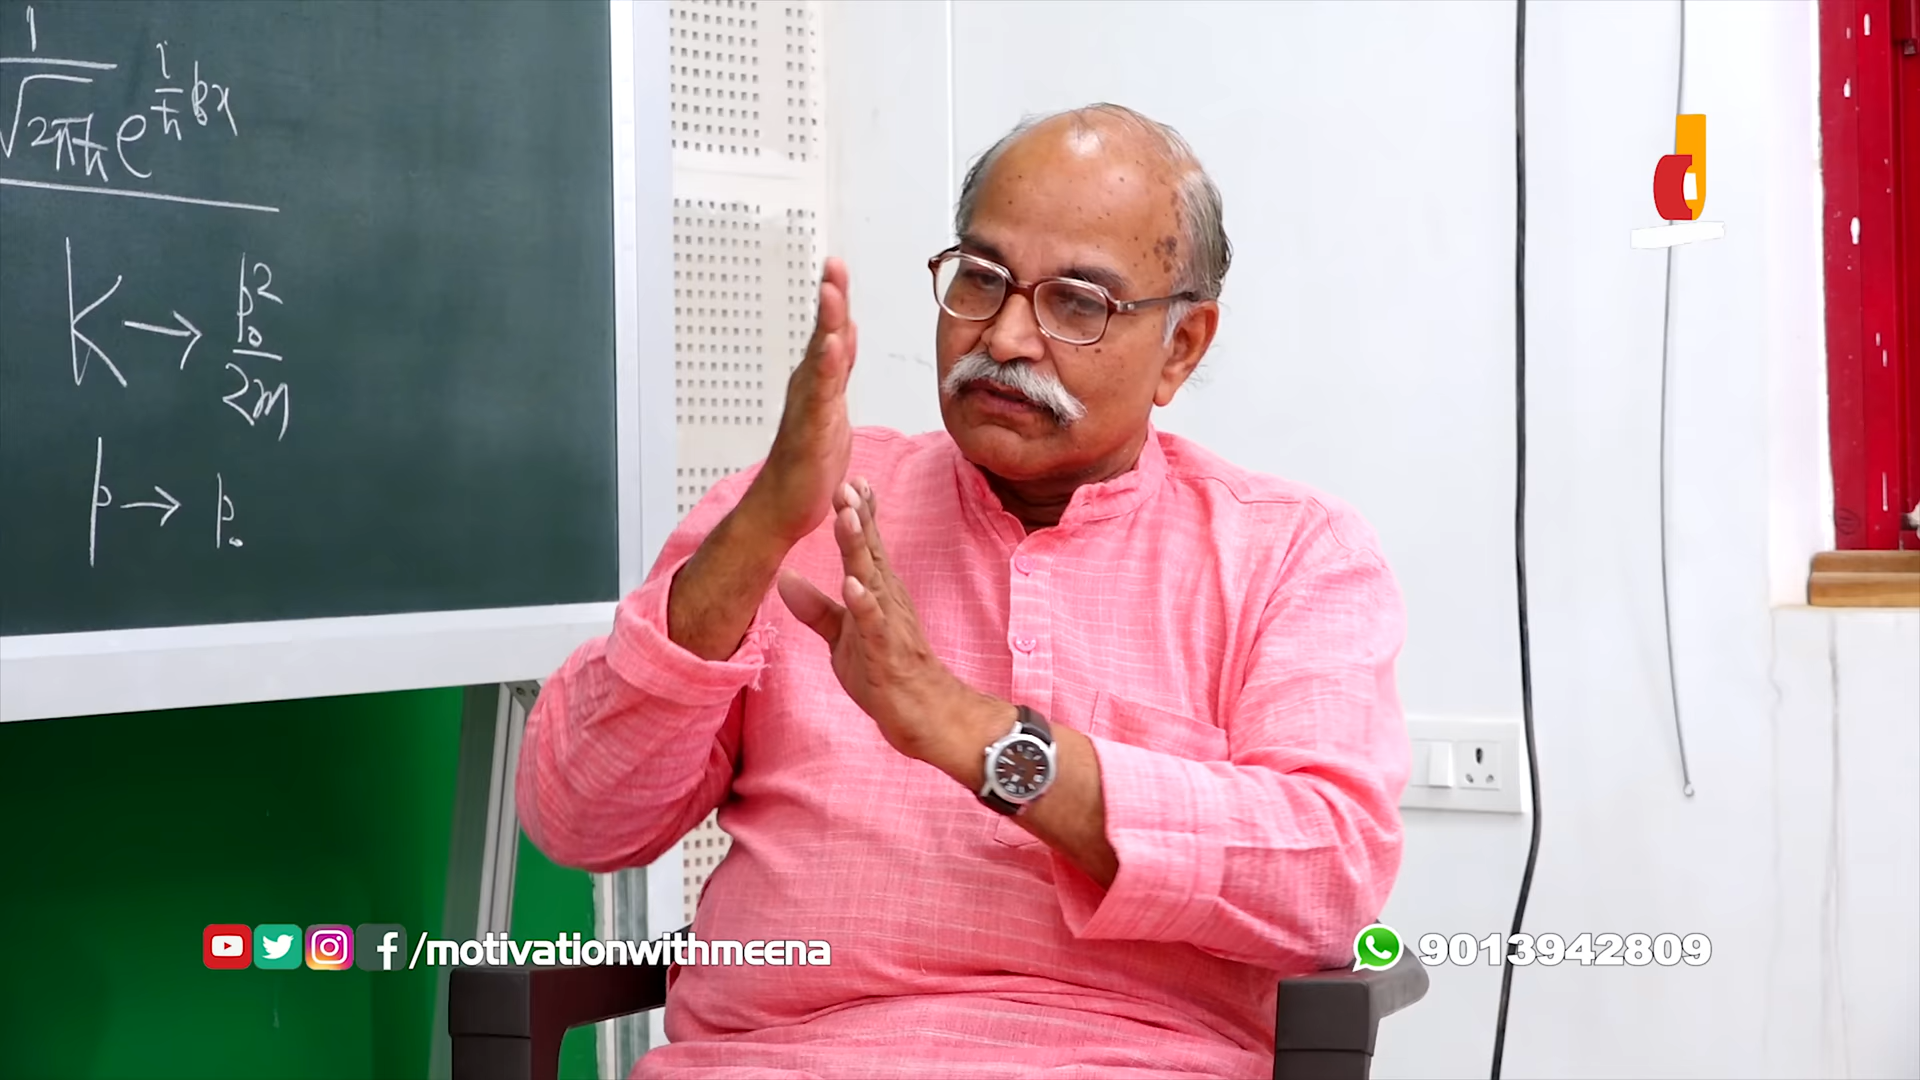 1
√2πħ e^(i/ħ px)
K → p₀²/2m
p → p₀
/motivationwithmeena
9013942809